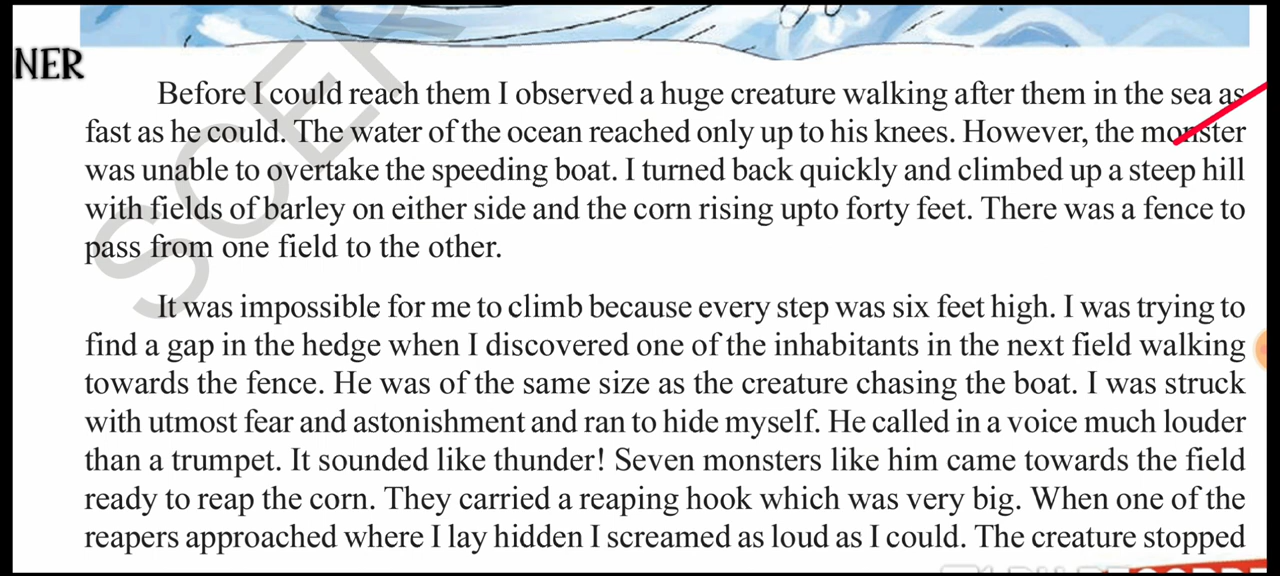 NER
Before I could reach them I observed a huge creature walking after them in the sea as
fast as he could. The water of the ocean reached only up to his knees. However, the monster
was unable to overtake the speeding boat. I turned back quickly and climbed up a steep hill
with fields of barley on either side and the corn rising upto forty feet. There was a fence to
pass from one field to the other.
It was impossible for me to climb because every step was six feet high. I was trying to
find a gap in the hedge when I discovered one of the inhabitants in the next field walking
towards the fence. He was of the same size as the creature chasing the boat. I was struck
with utmost fear and astonishment and ran to hide myself. He called in a voice much louder
than a trumpet. It sounded like thunder! Seven monsters like him came towards the field
ready to reap the corn. They carried a reaping hook which was very big. When one of the
reapers approached where I lay hidden I screamed as loud as I could. The creature stopped
SCER